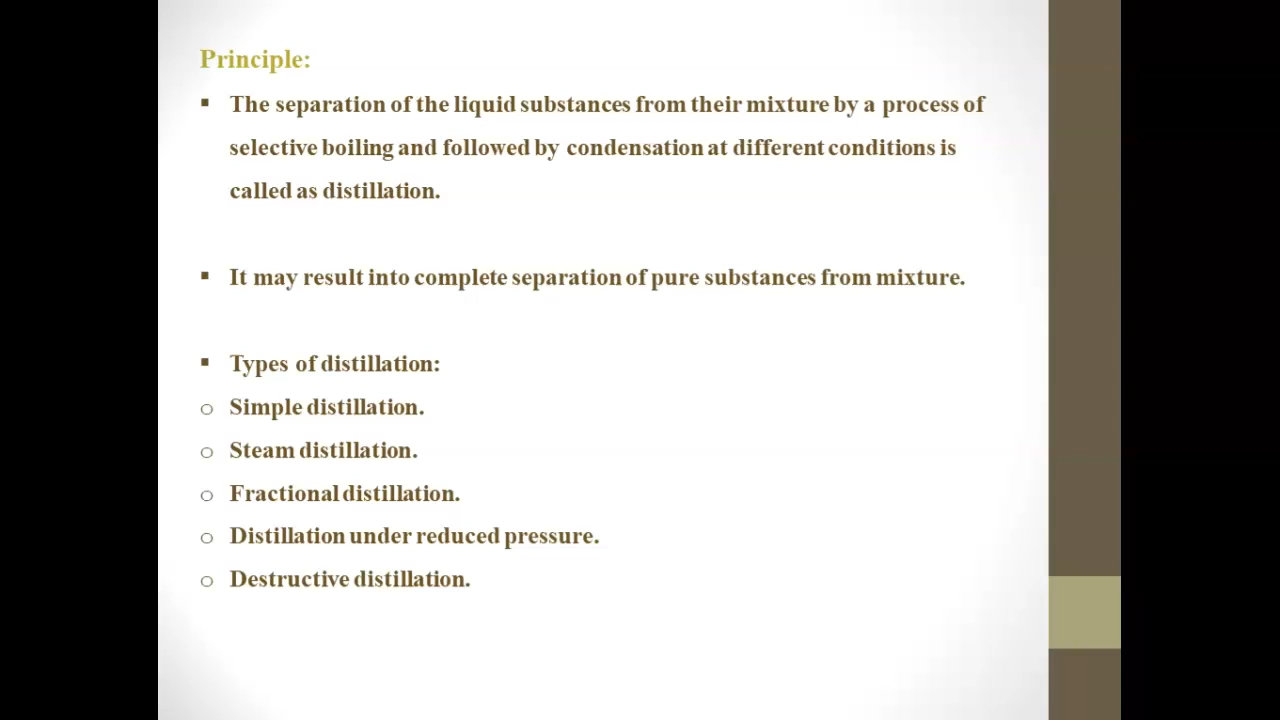 Principle:
▪ The separation of the liquid substances from their mixture by a process of
selective boiling and followed by condensation at different conditions is
called as distillation.
▪ It may result into complete separation of pure substances from mixture.
▪ Types of distillation:
o Simple distillation.
o Steam distillation.
o Fractional distillation.
o Distillation under reduced pressure.
o Destructive distillation.